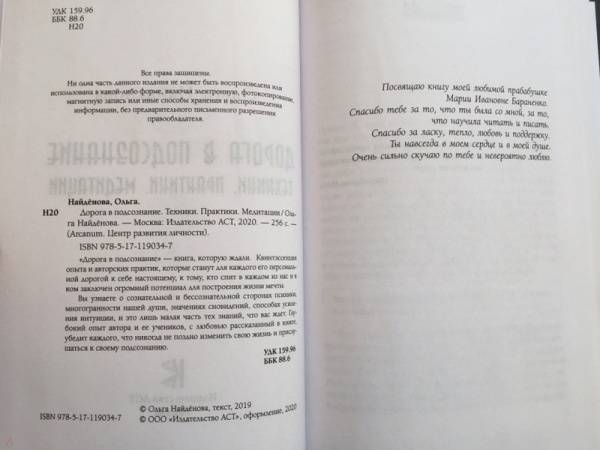 УДК 159.96
ББК 88.6
Н20
Все права защищены.
Ни одна часть данного издания не может быть воспроизведена или
использована в какой-либо форме, включая электронную, фотокопирование,
магнитную запись или иные способы хранения и воспроизведения
информации, без предварительного письменного разрешения
правообладателя.
Найдёнова, Ольга.
Н20 Дорога в подсознание. Техники. Практики. Медитации / Оль-
га Найдёнова. — Москва: Издательство АСТ, 2020. — 256 с. —
(Arcanum. Центр развития личности).
ISBN 978-5-17-119034-7
«Дорога в подсознание» — книга, которую ждали. Квинтэссенция
опыта и авторских практик, которые станут для каждого его персональ-
ной дорогой к себе настоящему, к тому, кто спит в каждом из нас и в
ком заключен огромный потенциал для построения жизни мечты.
Вы узнаете о сознательной и бессознательной сторонах психики,
многогранности нашей души, значениях сновидений, способах усиле-
ния интуиции, и это лишь малая часть тех знаний, что вас ждет. Глу-
бокий опыт автора и ее учеников, с любовью рассказанный в книге,
убедит каждого, что никогда не поздно изменить свою жизнь и прислу-
шаться к своему подсознанию.
УДК 159.96
ББК 88.6
© Ольга Найдёнова, текст, 2019
ISBN 978-5-17-119034-7 © ООО «Издательство АСТ», оформление, 2020
Посвящаю книгу моей любимой прабабушке
Марии Ивановне Бараненко.
Спасибо тебе за то, что ты была со мной, за то,
что научила читать и писать.
Спасибо за ласку, тепло, любовь и поддержку.
Ты навсегда в моем сердце и в моей душе.
Очень сильно скучаю по тебе и невероятно люблю.